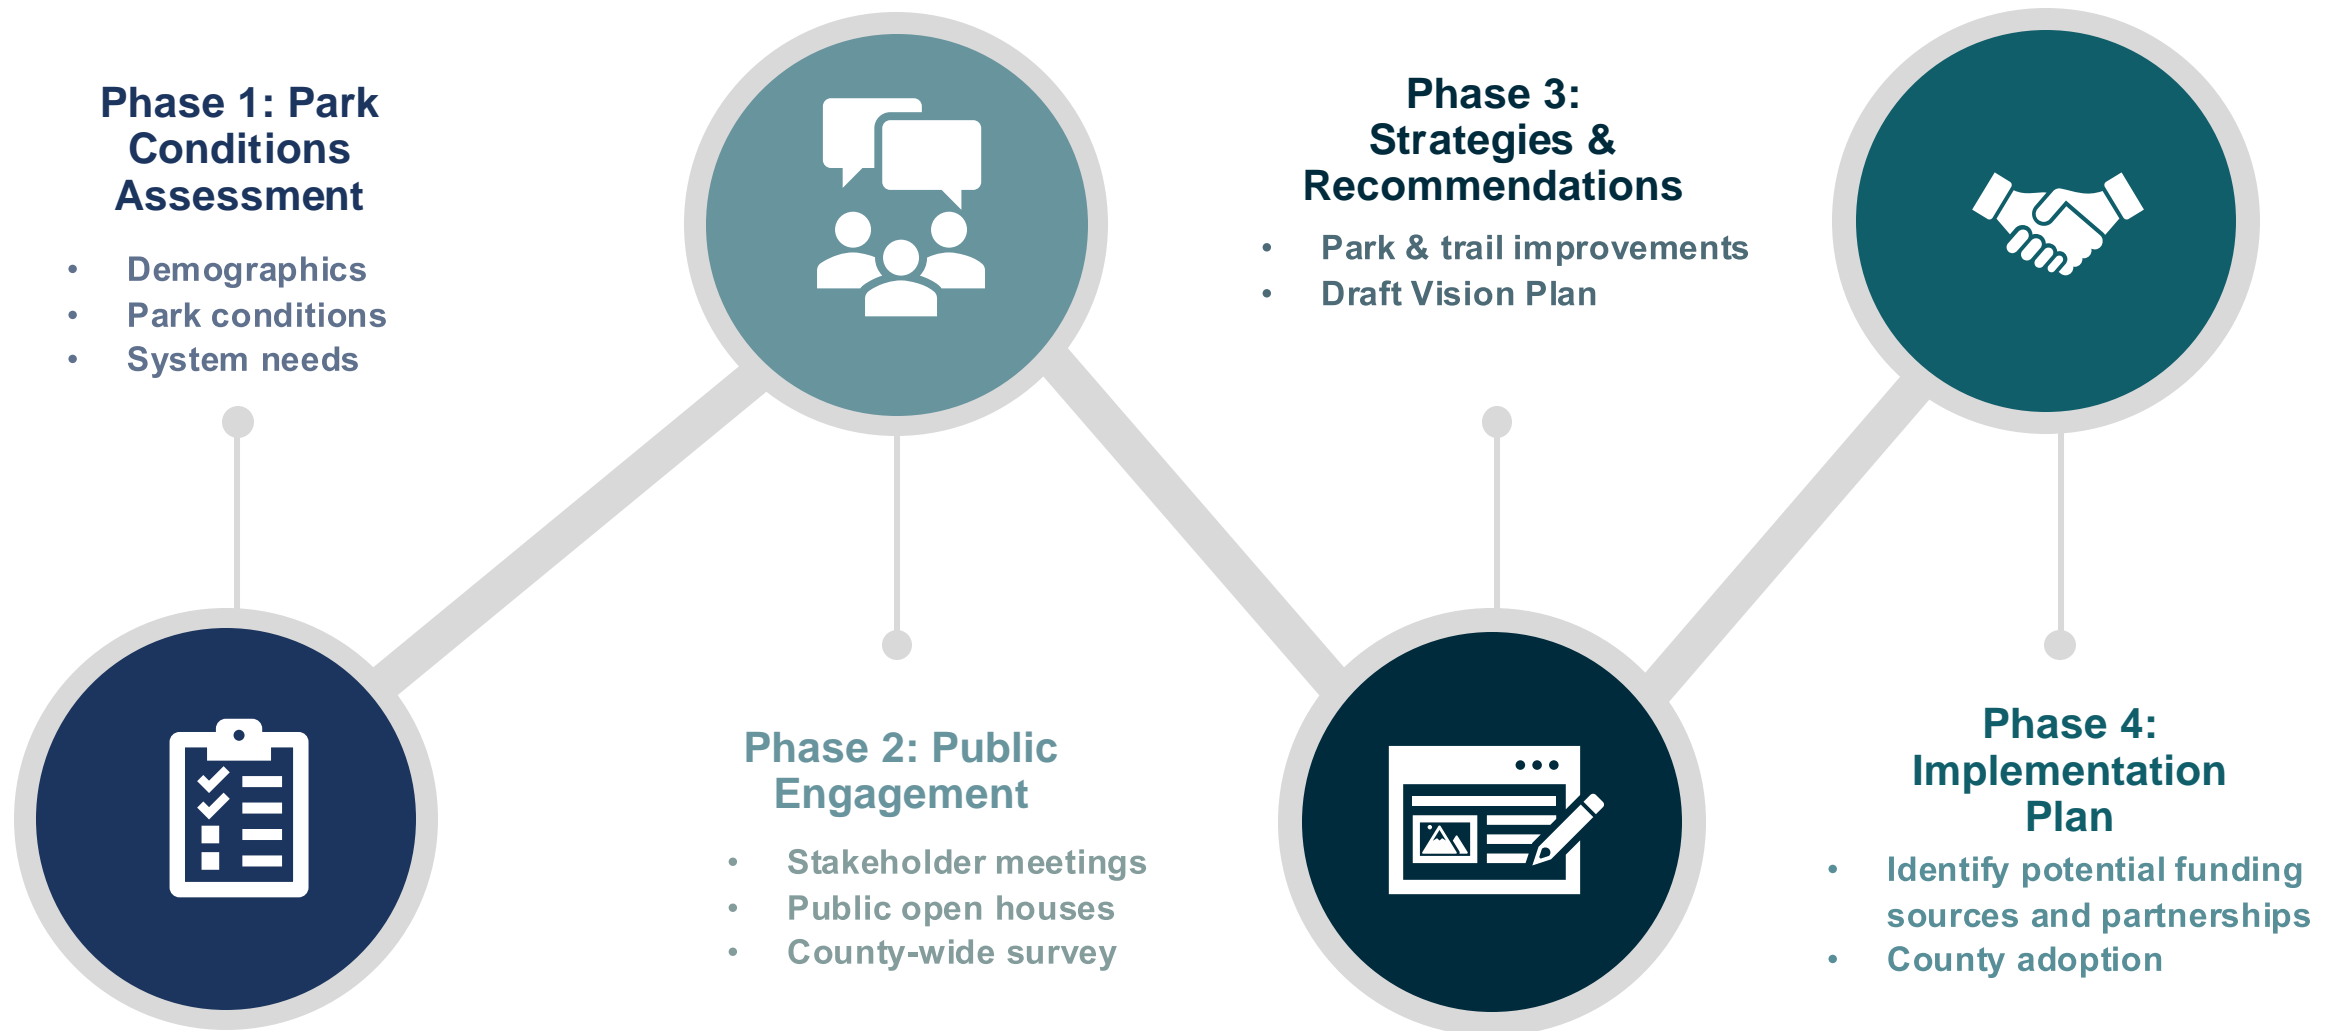 Phase 1: Park
Conditions
Assessment
• Demographics
• Park conditions
• System needs
Phase 2: Public
Engagement
• Stakeholder meetings
• Public open houses
• County-wide survey
Phase 3:
Strategies &
Recommendations
• Park & trail improvements
• Draft Vision Plan
Phase 4:
Implementation
Plan
• Identify potential funding
sources and partnerships
• County adoption